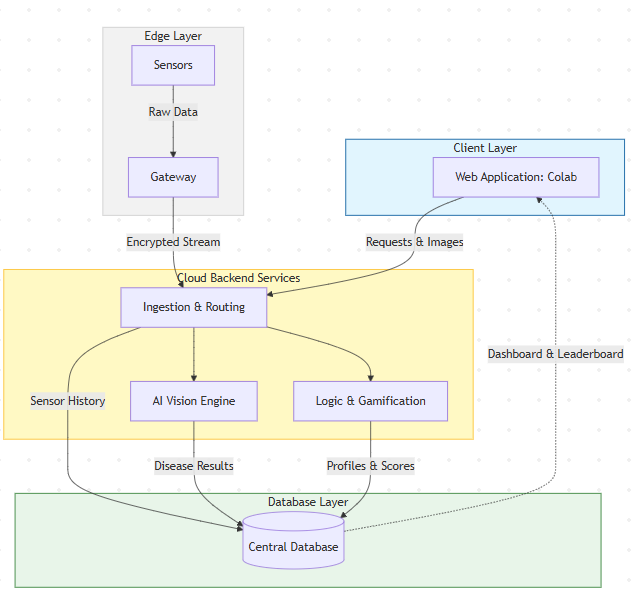 Edge Layer
Sensors
Raw Data
Gateway
Client Layer
Web Application: Colab
Encrypted Stream
Requests & Images
Cloud Backend Services
Ingestion & Routing
Dashboard & Leaderboard
Sensor History
AI Vision Engine
Logic & Gamification
Disease Results
Profiles & Scores
Database Layer
Central Database